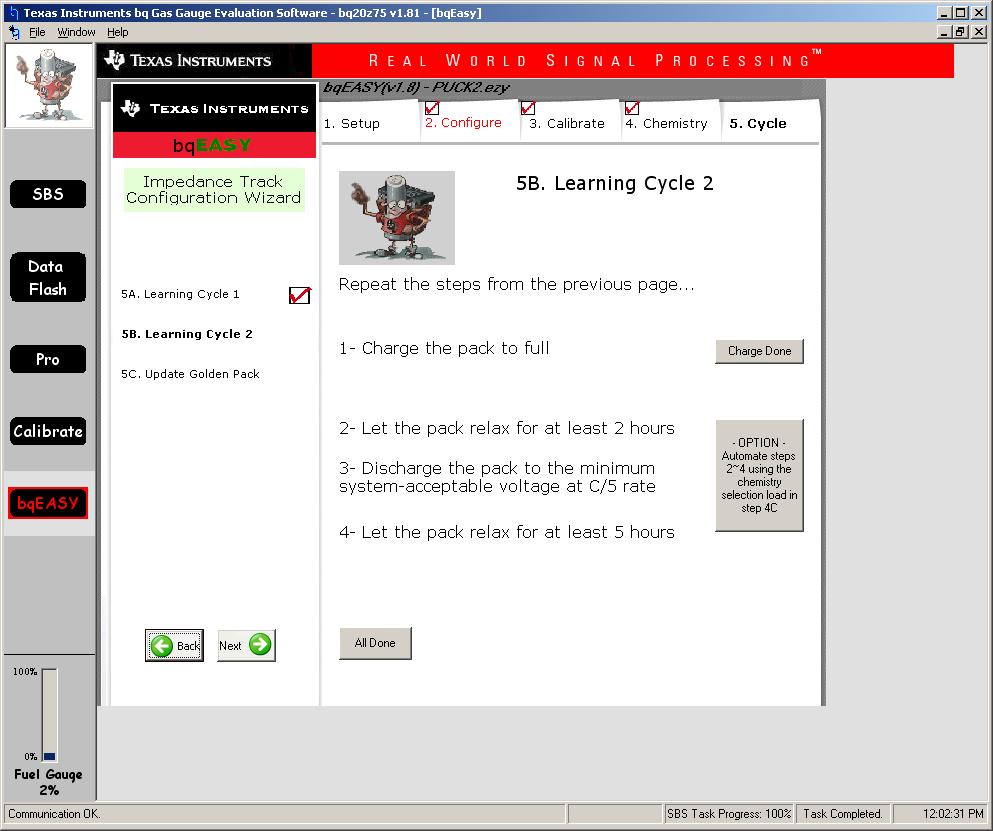 Texas Instruments bq Gas Gauge Evaluation Software - bq20z75 v1.81 - [bqEasy]
File Window Help
TEXAS INSTRUMENTS
REAL WORLD SIGNAL PROCESSING™
bqEASY(v1.8) - PUCK2.ezy
TEXAS INSTRUMENTS
bqEASY
1. Setup
2. Configure
3. Calibrate
4. Chemistry
5. Cycle
Impedance Track
Configuration Wizard
SBS
Data
Flash
Pro
Calibrate
bqEASY
5A. Learning Cycle 1
5B. Learning Cycle 2
5C. Update Golden Pack
5B. Learning Cycle 2
Repeat the steps from the previous page...
1- Charge the pack to full
Charge Done
2- Let the pack relax for at least 2 hours
3- Discharge the pack to the minimum
system-acceptable voltage at C/5 rate
4- Let the pack relax for at least 5 hours
- OPTION -
Automate steps
2~4 using the
chemistry
selection load in
step 4C
Back
Next
All Done
100%
0%
Fuel Gauge
2%
Communication OK.
SBS Task Progress: 100%
Task Completed.
12:02:31 PM